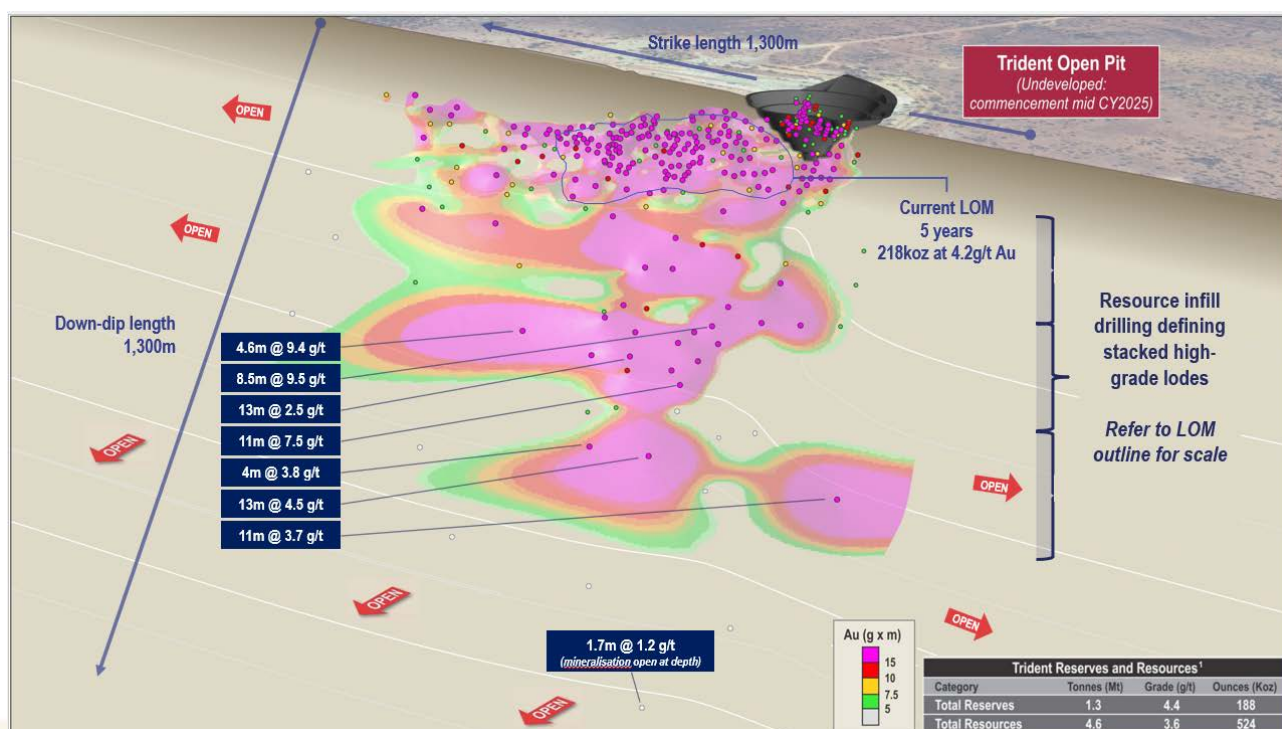 Strike length 1,300m
Trident Open Pit
(Undeveloped:
commencement mid CY2025)
OPEN
OPEN
Current LOM
5 years
218koz at 4.2g/t Au
Down-dip length
1,300m
4.6m @ 9.4 g/t
8.5m @ 9.5 g/t
13m @ 2.5 g/t
11m @ 7.5 g/t
4m @ 3.8 g/t
13m @ 4.5 g/t
11m @ 3.7 g/t
Resource infill
drilling defining
stacked high-
grade lodes
Refer to LOM
outline for scale
OPEN
OPEN
OPEN
OPEN
OPEN
1.7m @ 1.2 g/t
(mineralisation open at depth)
Au (g x m)
15
10
7.5
5
Trident Reserves and Resources¹
Category Tonnes (Mt) Grade (g/t) Ounces (Koz)
Total Reserves 1.3 4.4 188
Total Resources 4.6 3.6 524